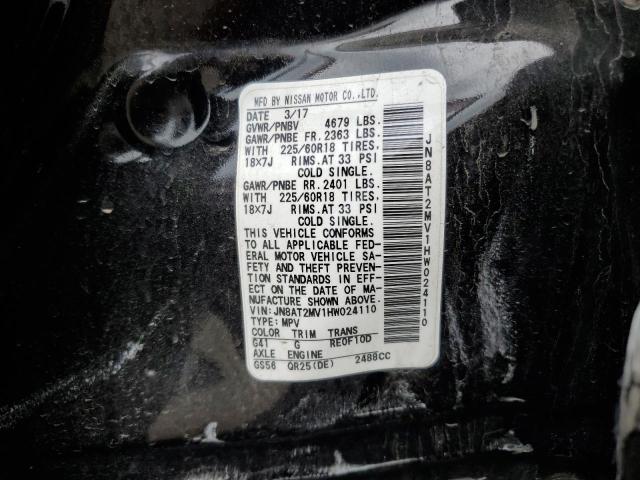 MFD BY NISSAN MOTOR CO.,LTD.
DATE 3/17
GVWR/PNBV 4679 LBS.
GAWR/PNBE FR. 2363 LBS.
WITH 225/60R18 TIRES,
18X7J RIMS.AT 33 PSI
COLD SINGLE.
GAWR/PNBE RR. 2401 LBS.
WITH 225/60R18 TIRES,
18X7J RIMS.AT 33 PSI
COLD SINGLE.
THIS VEHICLE CONFORMS
TO ALL APPLICABLE FED-
ERAL MOTOR VEHICLE SA-
FETY AND THEFT PREVEN-
TION STANDARDS IN EFF-
ECT ON THE DATE OF MA-
NUFACTURE SHOWN ABOVE.
VIN:JN8AT2MV1HW024110
TYPE:MPV
COLOR TRIM TRANS
G41 G RE0F10D
AXLE ENGINE
GS56 QR25(DE) 2488CC
JN8AT2MV1HW024110